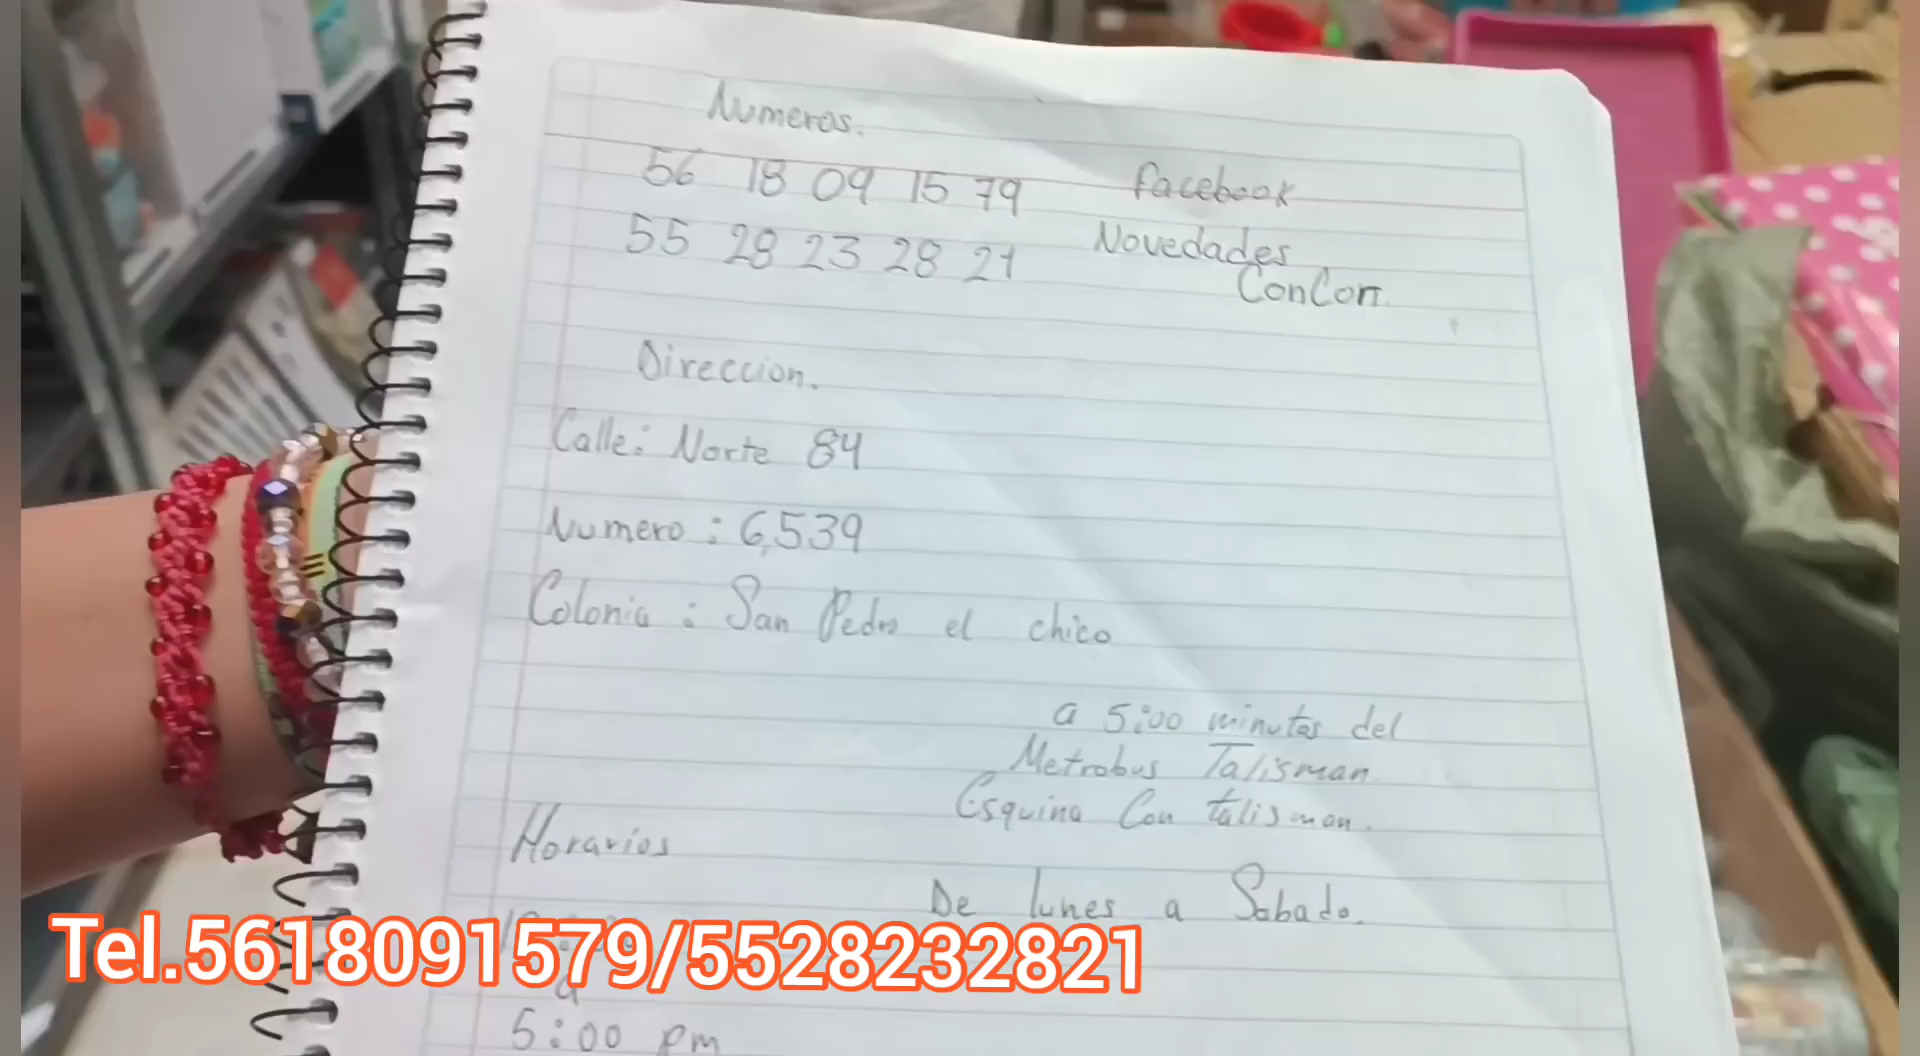 Numeros.
56 18 09 15 79 facebook
55 28 23 28 21 Novedades
ConCon.
Direccion.
Calle: Norte 84
Numero: 6,539
Colonia: San Pedro el chico
a 5:00 minutos del
Metrobus Talisman
Esquina Con talisman.
Horarios
De lunes a Sabado.
Tel.5618091579/5528232821
a
5:00 pm